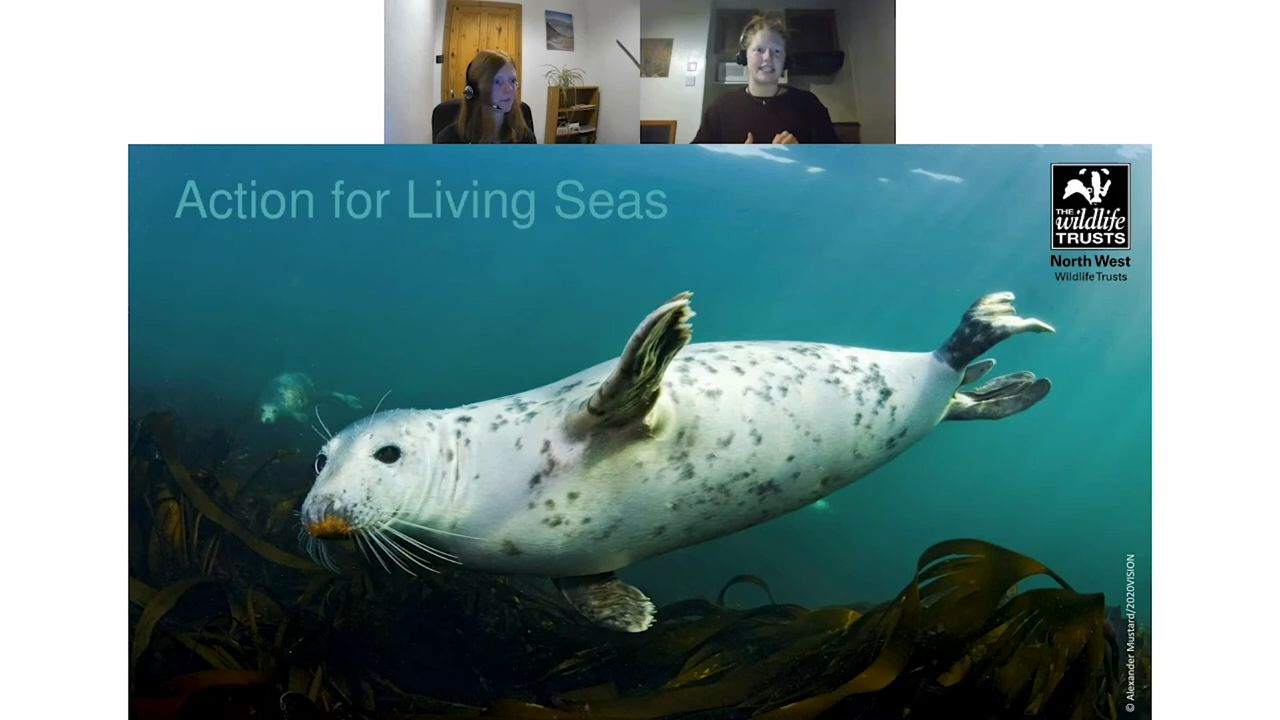 Action for Living Seas
THE
wildlife
TRUSTS
North West
Wildlife Trusts
© Alexander Mustard/2020VISION